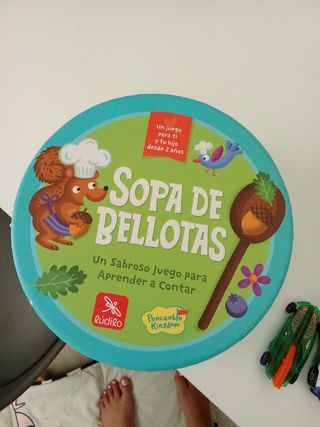 Un juego
para ti
y tu hijo
desde 2 años
SOPA DE
BELLOTAS
Un Sabroso Juego para
Aprender a Contar
lúdilo
Peaceable
Kingdom